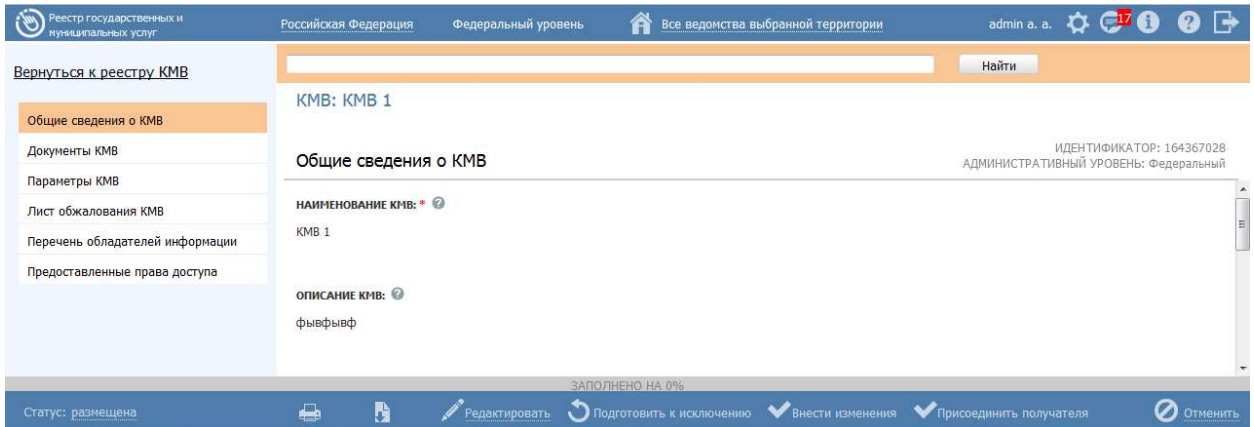 Реестр государственных и
муниципальных услуг
Российская Федерация
Федеральный уровень
Все ведомства выбранной территории
admin a. a.
17
Вернуться к реестру КМВ
Найти
Общие сведения о КМВ
Документы КМВ
Параметры КМВ
Лист обжалования КМВ
Перечень обладателей информации
Предоставленные права доступа
КМВ: КМВ 1
Общие сведения о КМВ
ИДЕНТИФИКАТОР: 164367028
АДМИНИСТРАТИВНЫЙ УРОВЕНЬ: Федеральный
НАИМЕНОВАНИЕ КМВ: *
КМВ 1
ОПИСАНИЕ КМВ:
фывфывф
ЗАПОЛНЕНО НА 0%
Статус: размещена
Редактировать
Подготовить к исключению
Внести изменения
Присоединить получателя
Отменить